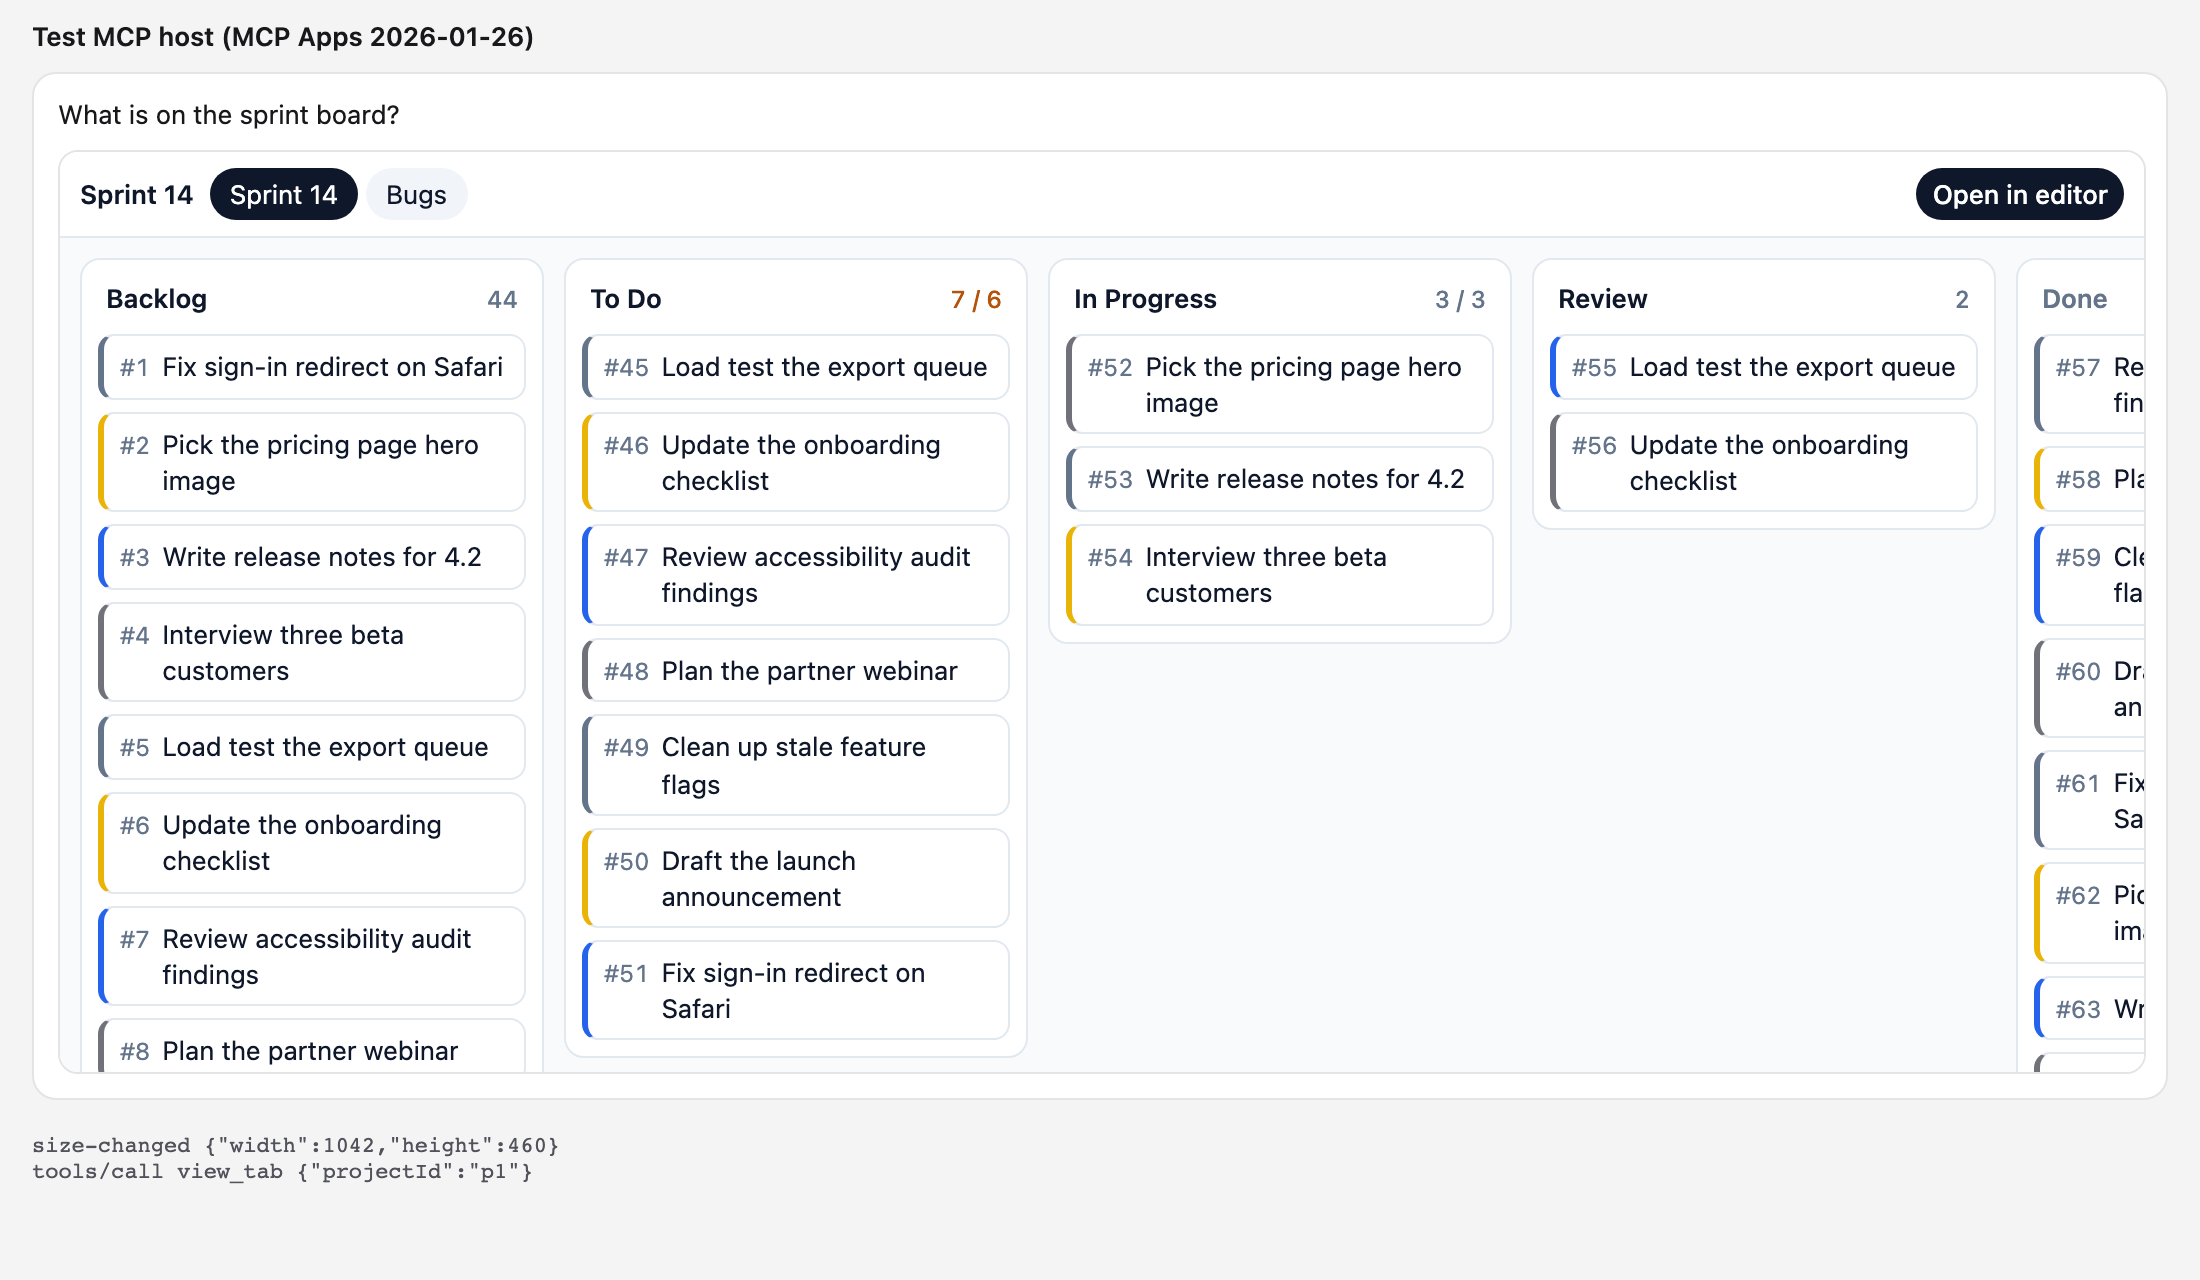 Test MCP host (MCP Apps 2026-01-26)
What is on the sprint board?
Sprint 14
Sprint 14
Bugs
Open in editor
Backlog
44
#1 Fix sign-in redirect on Safari
#2 Pick the pricing page hero
image
#3 Write release notes for 4.2
#4 Interview three beta
customers
#5 Load test the export queue
#6 Update the onboarding
checklist
#7 Review accessibility audit
findings
#8 Plan the partner webinar
To Do
7 / 6
#45 Load test the export queue
#46 Update the onboarding
checklist
#47 Review accessibility audit
findings
#48 Plan the partner webinar
#49 Clean up stale feature
flags
#50 Draft the launch
announcement
#51 Fix sign-in redirect on
Safari
In Progress
3 / 3
#52 Pick the pricing page hero
image
#53 Write release notes for 4.2
#54 Interview three beta
customers
Review
2
#55 Load test the export queue
#56 Update the onboarding
checklist
Done
#57 Re
fin
#58
#59
fla
#60
an
#61 Fix
Sa
#62
#63
size-changed {"width":1042,"height":460}
tools/call view_tab {"projectId":"p1"}